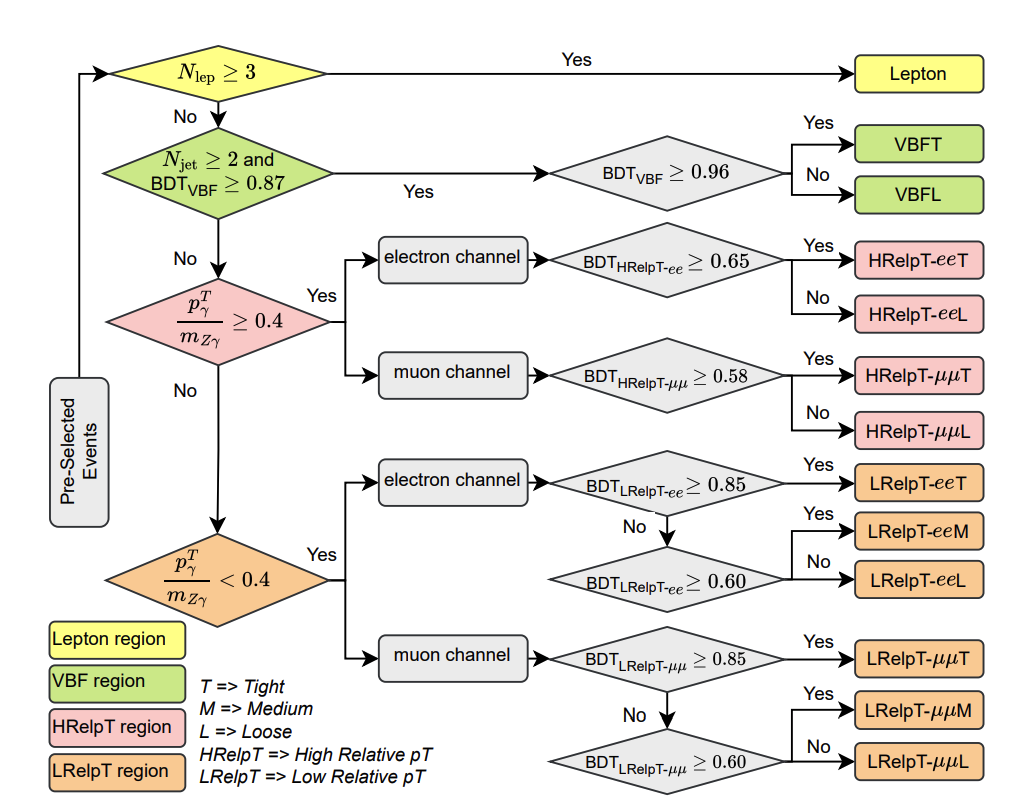 N_lep ≥ 3
Yes
Lepton
No
N_jet ≥ 2 and
BDT_VBF ≥ 0.87
Yes
BDT_VBF ≥ 0.96
Yes
VBFT
No
VBFL
No
p_γ^T / m_Zγ ≥ 0.4
Yes
electron channel
BDT_HRelpT-ee ≥ 0.65
Yes
HRelpT-eeT
No
HRelpT-eeL
muon channel
BDT_HRelpT-μμ ≥ 0.58
Yes
HRelpT-μμT
No
HRelpT-μμL
No
Pre-Selected
Events
p_γ^T / m_Zγ < 0.4
Yes
electron channel
BDT_LRelpT-ee ≥ 0.85
Yes
LRelpT-eeT
No
BDT_LRelpT-ee ≥ 0.60
Yes
LRelpT-eeM
No
LRelpT-eeL
muon channel
BDT_LRelpT-μμ ≥ 0.85
Yes
LRelpT-μμT
No
BDT_LRelpT-μμ ≥ 0.60
Yes
LRelpT-μμM
No
LRelpT-μμL
Lepton region
VBF region
HRelpT region
LRelpT region
T => Tight
M => Medium
L => Loose
HRelpT => High Relative pT
LRelpT => Low Relative pT